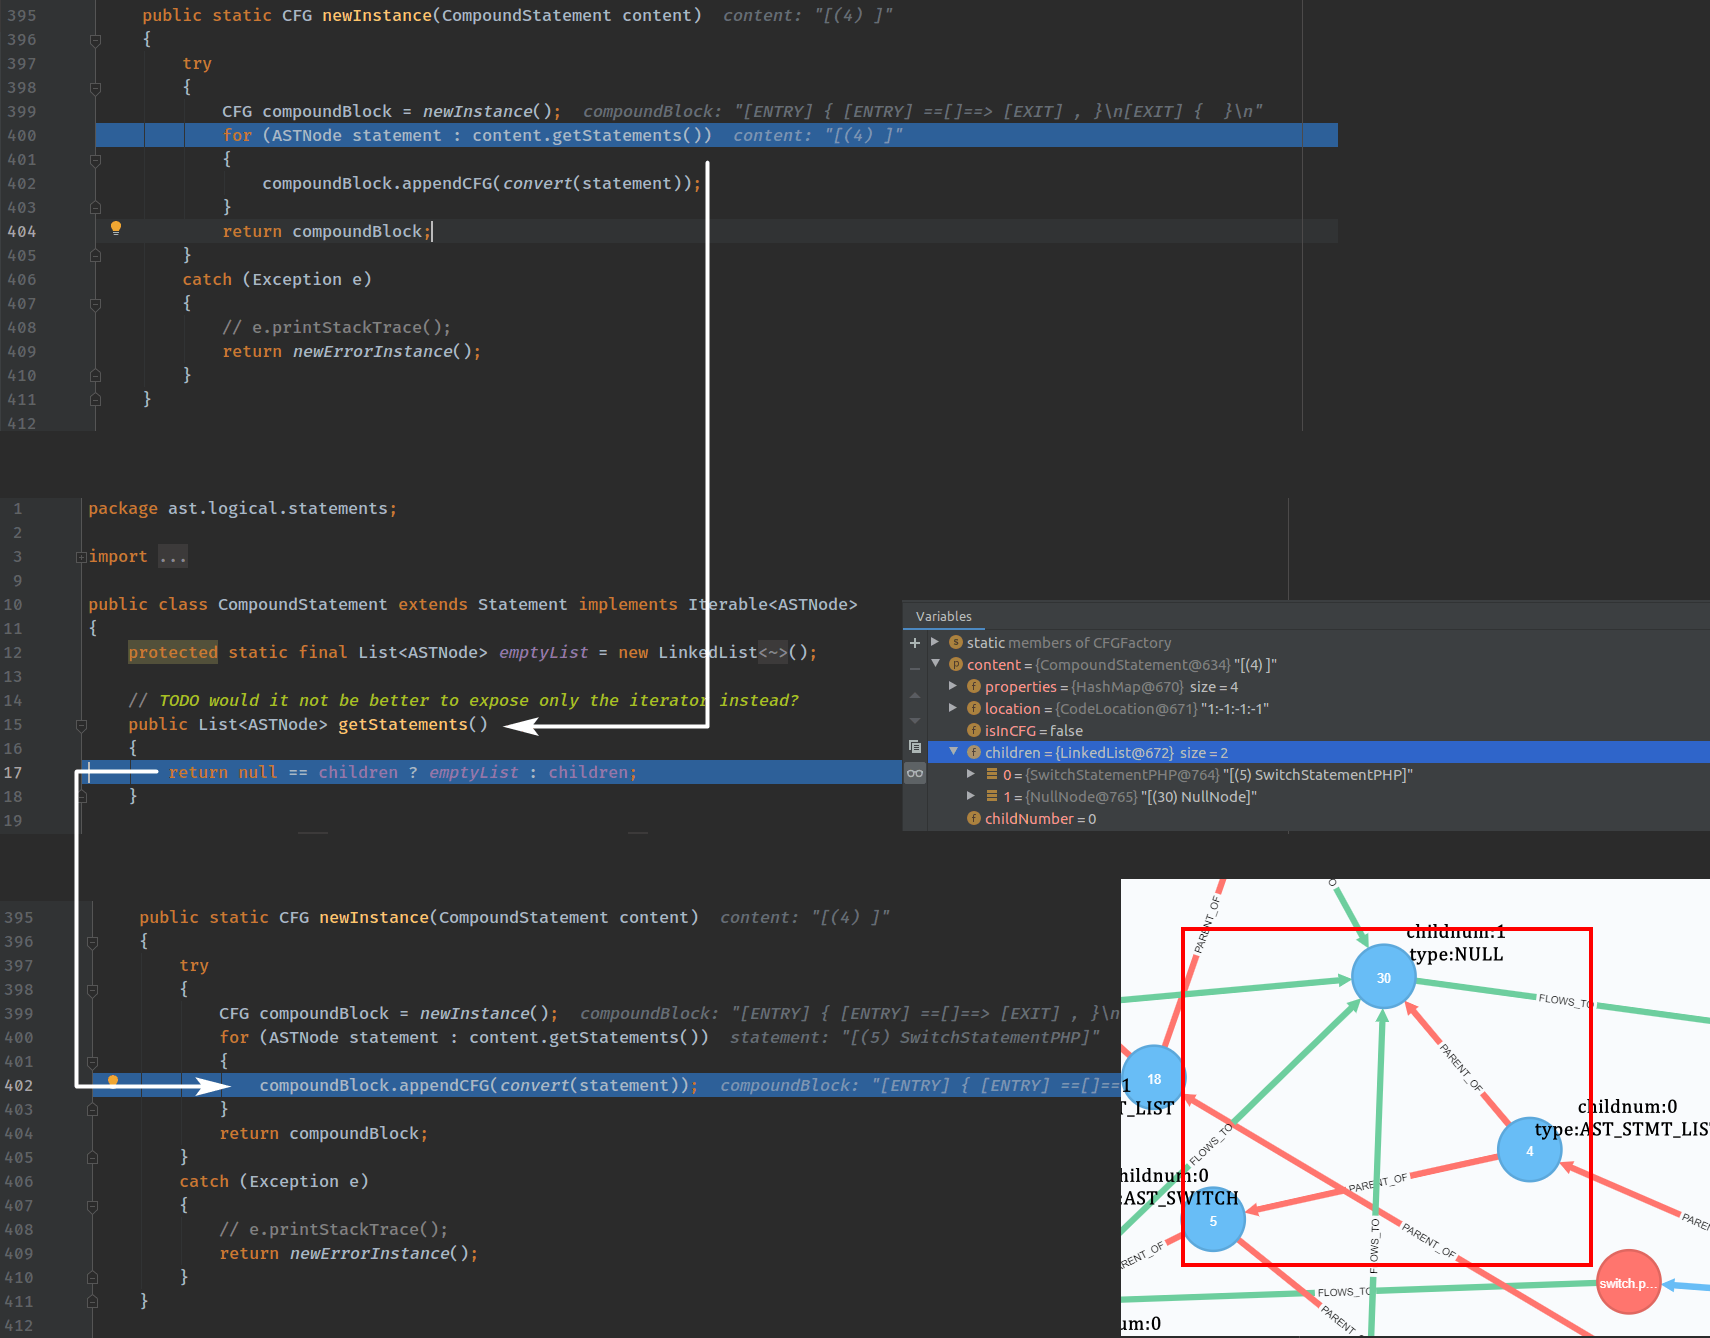 395 public static CFG newInstance(CompoundStatement content) content: "[(4) ]"
396 {
397 try
398 {
399 CFG compoundBlock = newInstance(); compoundBlock: "[ENTRY] { [ENTRY] ==[]==> [EXIT] , }\n[EXIT] {  }\n"
400 for (ASTNode statement : content.getStatements()) content: "[(4) ]"
401 {
402 compoundBlock.appendCFG(convert(statement));
403 }
404 return compoundBlock;
405 }
406 catch (Exception e)
407 {
408 // e.printStackTrace();
409 return newErrorInstance();
410 }
411 }
412
1 package ast.logical.statements;
2
3 import ...
9
10 public class CompoundStatement extends Statement implements Iterable<ASTNode>
11 {
12 protected static final List<ASTNode> emptyList = new LinkedList<~>();
13
14 // TODO would it not be better to expose only the iterator instead?
15 public List<ASTNode> getStatements()
16 {
17 return null == children ? emptyList : children;
18 }
19
Variables
static members of CFGFactory
content = {CompoundStatement@634} "[(4) ]"
properties = {HashMap@670} size = 4
location = {CodeLocation@671} "1:-1:-1:-1"
isInCFG = false
children = {LinkedList@672} size = 2
0 = {SwitchStatementPHP@764} "[(5) SwitchStatementPHP]"
1 = {NullNode@765} "[(30) NullNode]"
childNumber = 0
395 public static CFG newInstance(CompoundStatement content) content: "[(4) ]"
396 {
397 try
398 {
399 CFG compoundBlock = newInstance(); compoundBlock: "[ENTRY] { [ENTRY] ==[]==> [EXIT] , }\n
400 for (ASTNode statement : content.getStatements()) statement: "[(5) SwitchStatementPHP]"
401 {
402 compoundBlock.appendCFG(convert(statement)); compoundBlock: "[ENTRY] { [ENTRY] ==[]==
403 }
404 return compoundBlock;
405 }
406 catch (Exception e)
407 {
408 // e.printStackTrace();
409 return newErrorInstance();
410 }
411 }
412
PARENT_OF
childnum:1
type:NULL
30
FLOWS_TO
PARENT_OF
18
1
T_LIST
FLOWS_TO
childnum:0
type:AST_STMT_LIS
4
hildnum:0
:AST_SWITCH
5
PARENT_OF
PARENT_OF
FLOWS_TO
PARENT_OF
switch.p...
FLOWS_TO
PARENT_
um:0